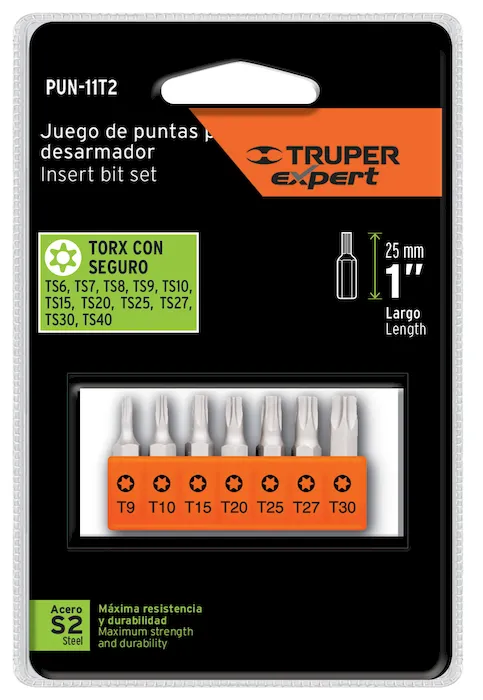 PUN-11T2
Juego de puntas p
desarmador
Insert bit set
TRUPER
expert
TORX CON
SEGURO
TS6, TS7, TS8, TS9, TS10,
TS15, TS20, TS25, TS27,
TS30, TS40
25 mm
1’’
Largo
Length
T9 T10 T15 T20 T25 T27 T30
Acero
S2
Steel
Máxima resistencia
y durabilidad
Maximum strength
and durability